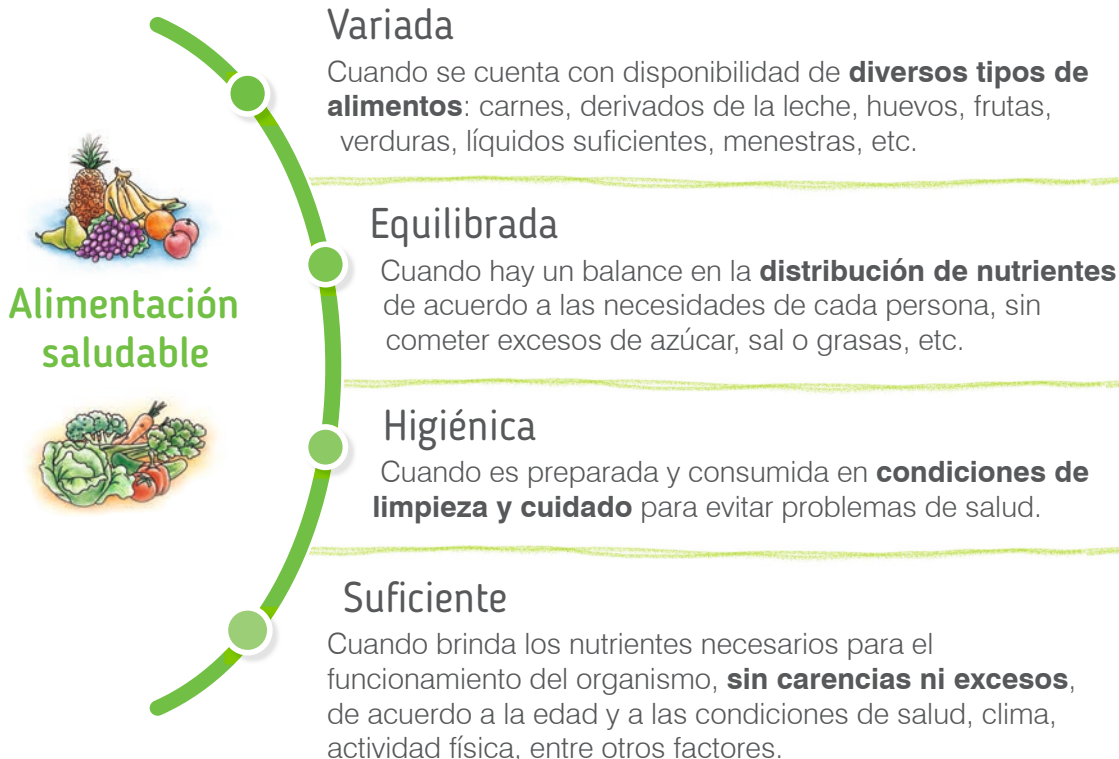 Alimentación
saludable
Variada
Cuando se cuenta con disponibilidad de diversos tipos de
alimentos: carnes, derivados de la leche, huevos, frutas,
verduras, líquidos suficientes, menestras, etc.
Equilibrada
Cuando hay un balance en la distribución de nutrientes
de acuerdo a las necesidades de cada persona, sin
cometer excesos de azúcar, sal o grasas, etc.
Higiénica
Cuando es preparada y consumida en condiciones de
limpieza y cuidado para evitar problemas de salud.
Suficiente
Cuando brinda los nutrientes necesarios para el
funcionamiento del organismo, sin carencias ni excesos,
de acuerdo a la edad y a las condiciones de salud, clima,
actividad física, entre otros factores.